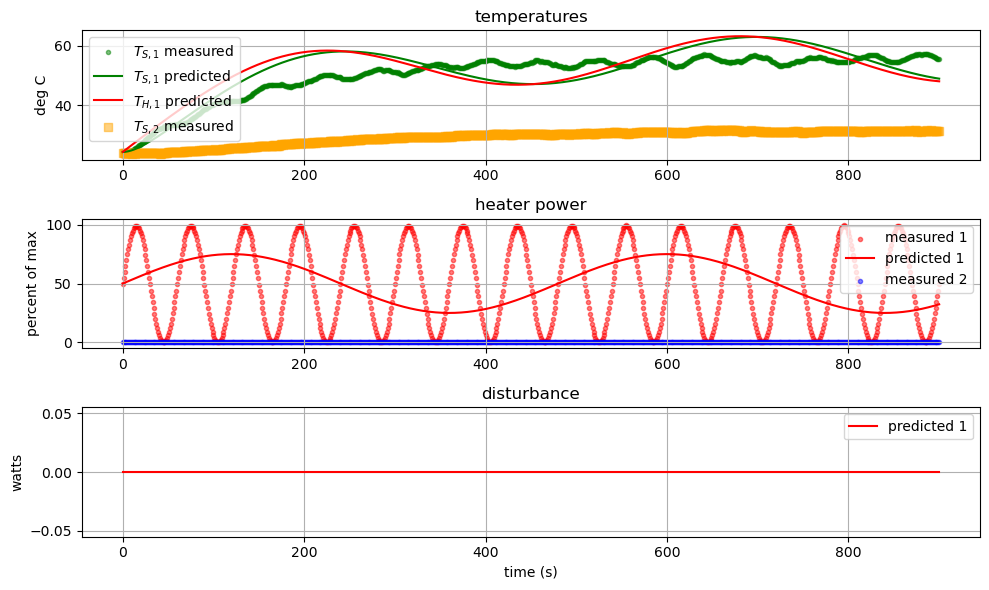 temperatures
60
40
deg C
T_{S,1} measured
T_{S,1} predicted
T_{H,1} predicted
T_{S,2} measured
0 200 400 600 800
heater power
100
50
0
percent of max
measured 1
predicted 1
measured 2
0 200 400 600 800
disturbance
0.05
0.00
−0.05
watts
predicted 1
0 200 400 600 800
time (s)